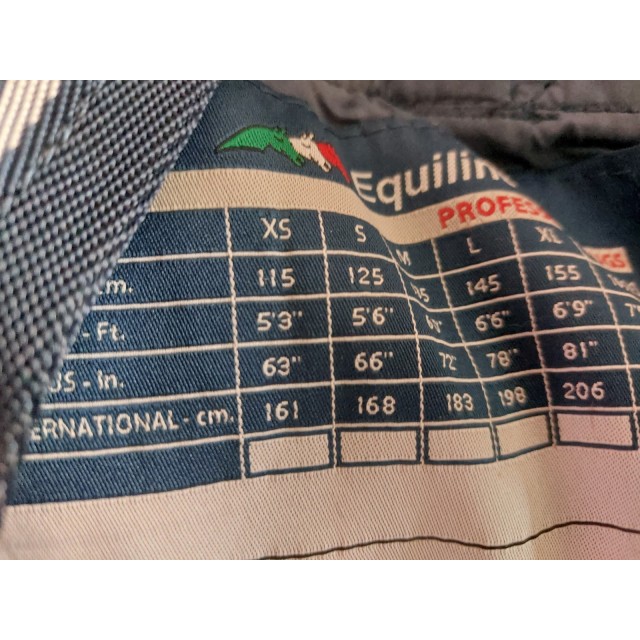 Equilin
PROFES
XS S M L XL
m. 115 125 145 155
- Ft. 5'3" 5'6" 6'6" 6'9"
US - in. 63" 66" 72" 78" 81"
ERNATIONAL - cm. 161 168 183 198 206